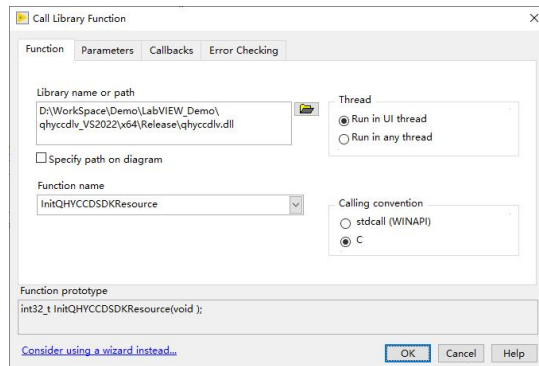 Call Library Function
Function Parameters Callbacks Error Checking
Library name or path
D:\WorkSpace\Demo\LabVIEW_Demo\
qhyccdlv_VS2022\x64\Release\qhyccdlv.dll
Specify path on diagram
Function name
InitQHYCCDSDKResource
Thread
Run in UI thread
Run in any thread
Calling convention
stdcall (WINAPI)
C
Function prototype
int32_t InitQHYCCDSDKResource(void );
Consider using a wizard instead...
OK Cancel Help